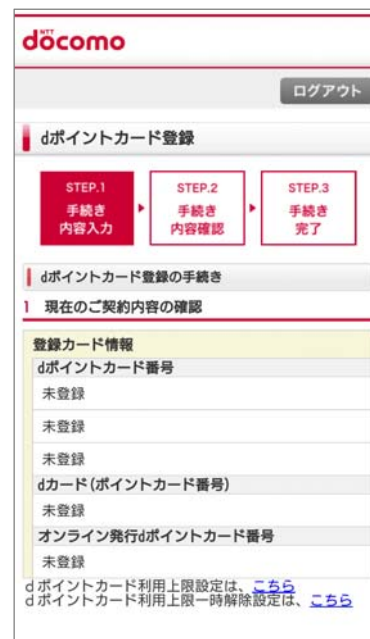 NTT
döcomo
ログアウト
dポイントカード登録
STEP.1
手続き
内容入力
STEP.2
手続き
内容確認
STEP.3
手続き
完了
dポイントカード登録の手続き
1 現在のご契約内容の確認
登録カード情報
dポイントカード番号
未登録
未登録
未登録
dカード(ポイントカード番号)
未登録
オンライン発行dポイントカード番号
未登録
dポイントカード利用上限設定は、こちら
dポイントカード利用上限一時解除設定は、こちら